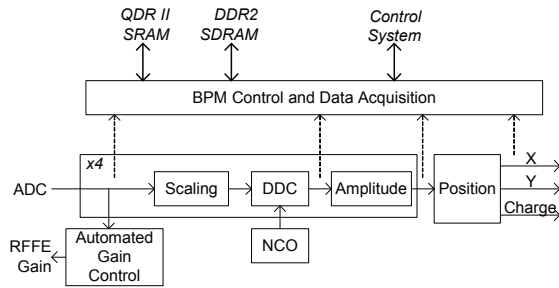 QDR II
SRAM
DDR2
SDRAM
Control
System
BPM Control and Data Acquisition
x4
ADC
Scaling
DDC
Amplitude
Position
X
Y
Charge
NCO
RFFE
Gain
Automated
Gain
Control